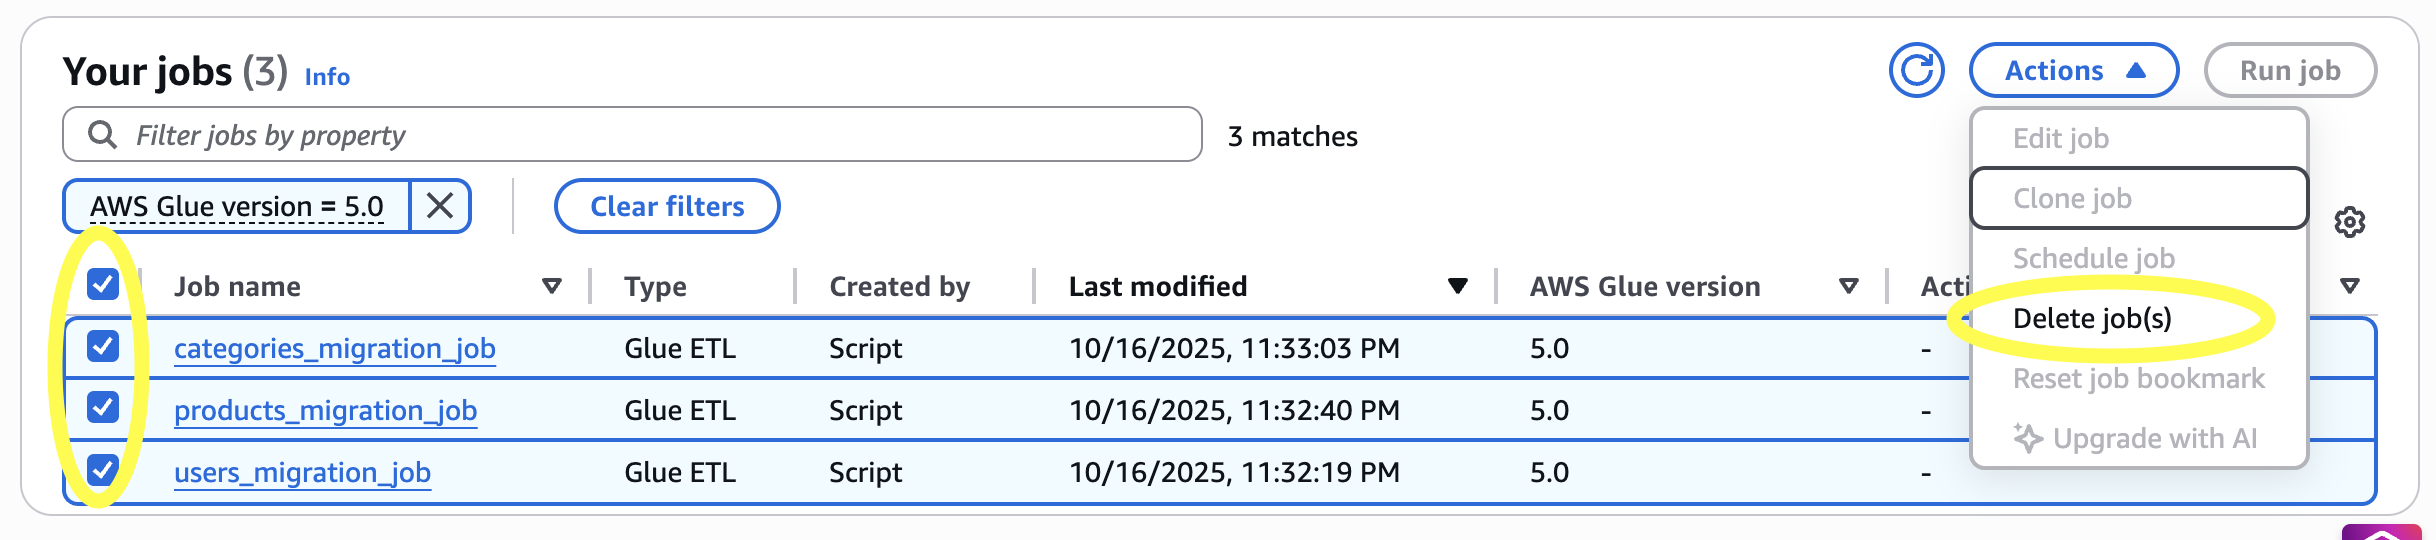 Your jobs (3) Info
Actions
Run job
Filter jobs by property
3 matches
AWS Glue version = 5.0
Clear filters
Edit job
Clone job
Schedule job
Delete job(s)
Reset job bookmark
Upgrade with AI
Job name Type Created by Last modified AWS Glue version Acti
categories_migration_job Glue ETL Script 10/16/2025, 11:33:03 PM 5.0 -
products_migration_job Glue ETL Script 10/16/2025, 11:32:40 PM 5.0 -
users_migration_job Glue ETL Script 10/16/2025, 11:32:19 PM 5.0 -